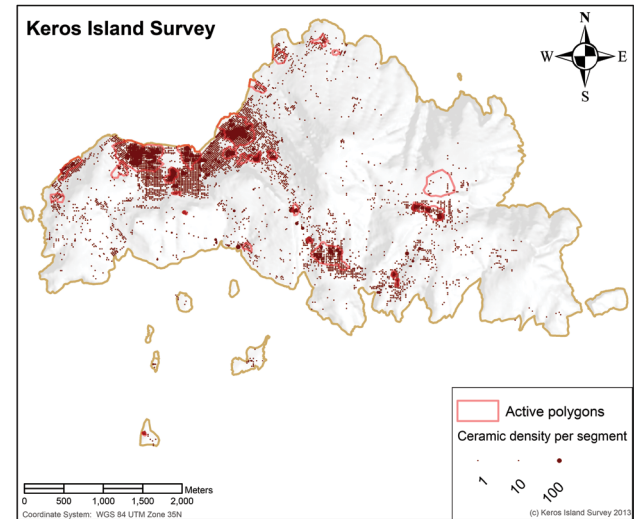 Keros Island Survey
N
W E
S
Active polygons
Ceramic density per segment
1 10 100
Meters
0 500 1,000 1,500 2,000
Coordinate System: WGS 84 UTM Zone 35N
(c) Keros Island Survey 2013